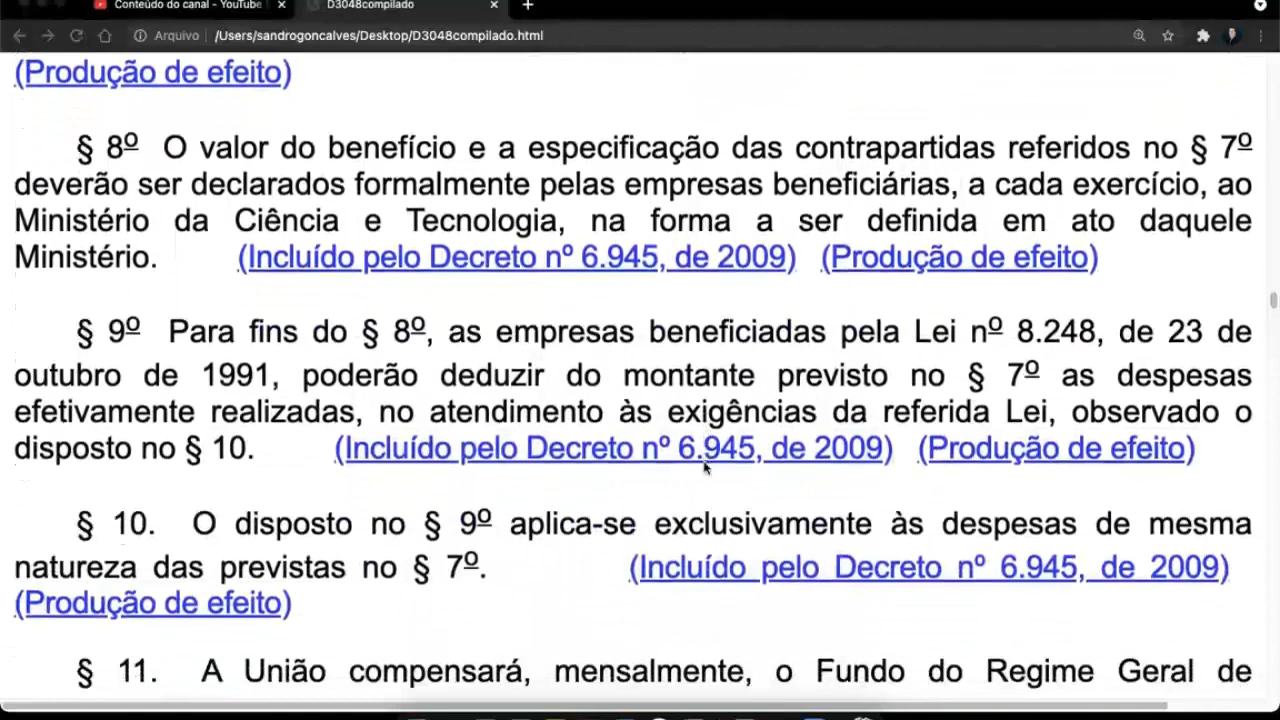 Conteúdo do canal - YouTube
D3048compilado
Arquivo /Users/sandrogoncalves/Desktop/D3048compilado.html
(Produção de efeito)
§ 8º O valor do benefício e a especificação das contrapartidas referidos no § 7º
deverão ser declarados formalmente pelas empresas beneficiárias, a cada exercício, ao
Ministério da Ciência e Tecnologia, na forma a ser definida em ato daquele
Ministério. (Incluído pelo Decreto nº 6.945, de 2009) (Produção de efeito)
§ 9º Para fins do § 8º, as empresas beneficiadas pela Lei nº 8.248, de 23 de
outubro de 1991, poderão deduzir do montante previsto no § 7º as despesas
efetivamente realizadas, no atendimento às exigências da referida Lei, observado o
disposto no § 10. (Incluído pelo Decreto nº 6.945, de 2009) (Produção de efeito)
§ 10. O disposto no § 9º aplica-se exclusivamente às despesas de mesma
natureza das previstas no § 7º. (Incluído pelo Decreto nº 6.945, de 2009)
(Produção de efeito)
§ 11. A União compensará, mensalmente, o Fundo do Regime Geral de